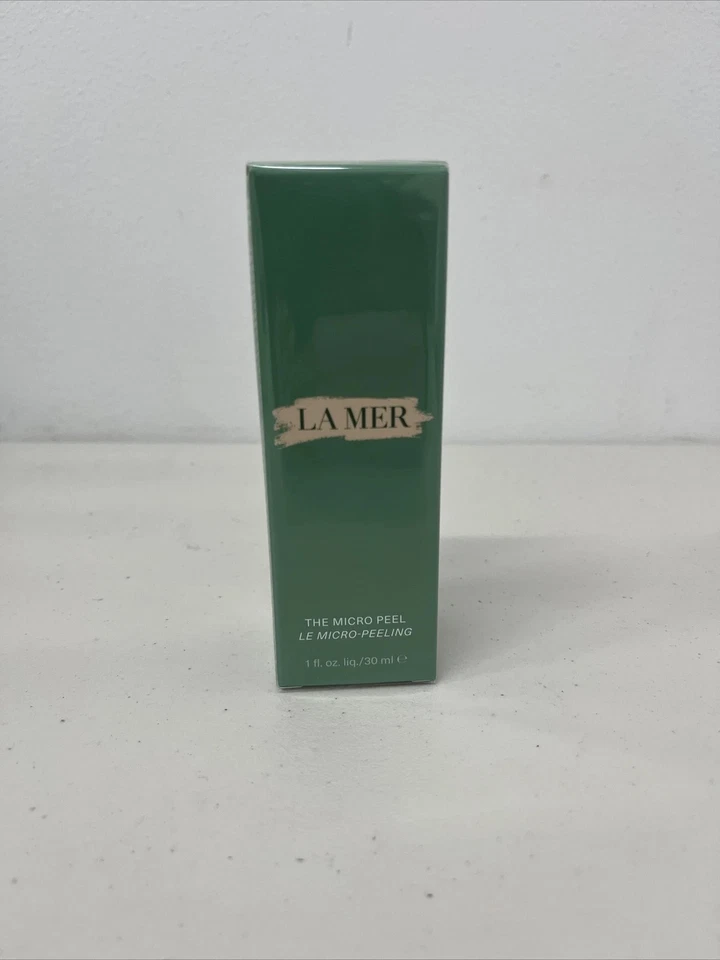 LA MER
THE MICRO PEEL
LE MICRO-PEELING
1 fl. oz. liq./30 ml ℮